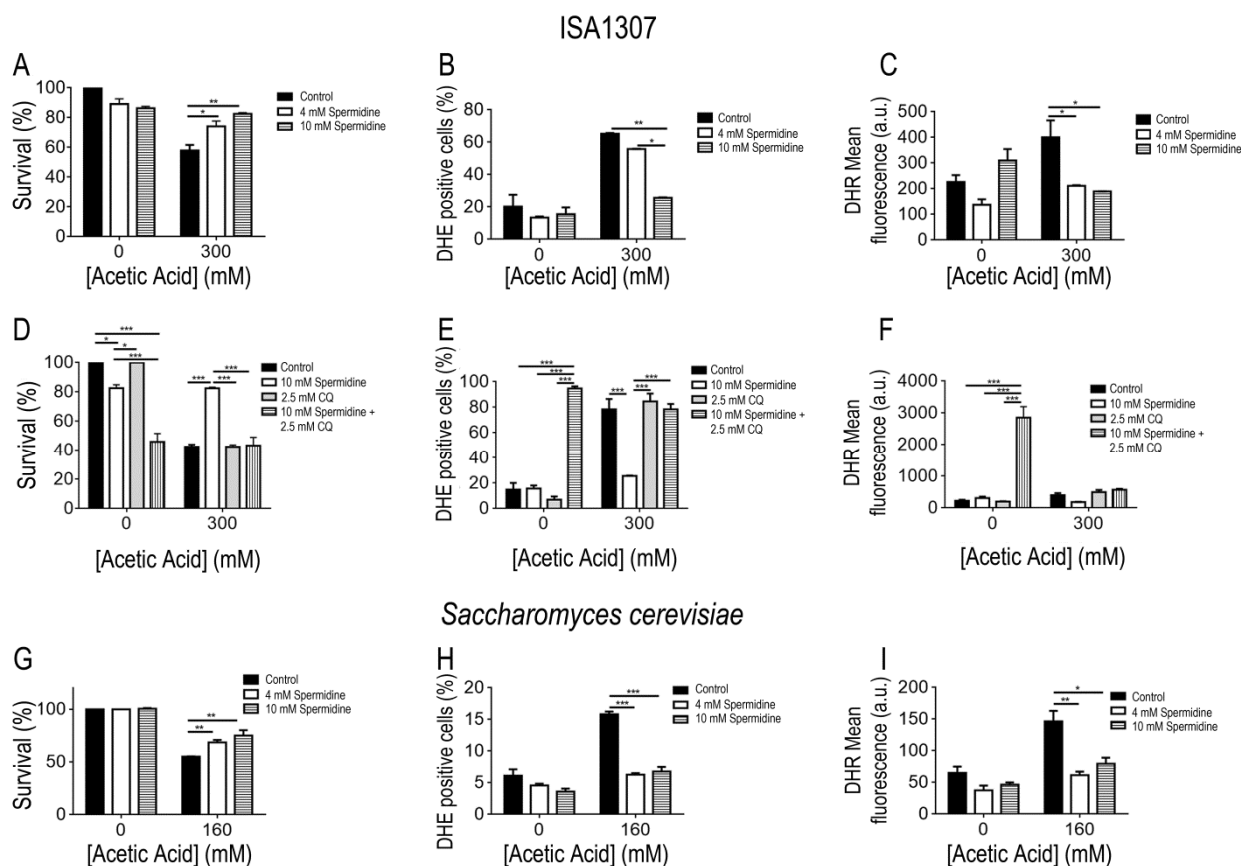 ISA1307
A
Survival (%)
100
80
60
40
20
0
** 
*
Control
4 mM Spermidine
10 mM Spermidine
0
300
[Acetic Acid] (mM)
B
DHE positive cells (%)
80
60
40
20
0
**
*
Control
4 mM Spermidine
10 mM Spermidine
0
300
[Acetic Acid] (mM)
C
DHR Mean
fluorescence (a.u.)
500
400
300
200
100
0
*
*
Control
4 mM Spermidine
10 mM Spermidine
0
300
[Acetic Acid] (mM)
D
Survival (%)
100
80
60
40
20
0
***
* *
***
***
*** ***
Control
10 mM Spermidine
2.5 mM CQ
10 mM Spermidine +
2.5 mM CQ
0
300
[Acetic Acid] (mM)
E
DHE positive cells (%)
100
80
60
40
20
0
***
***
***
***
*** ***
Control
10 mM Spermidine
2.5 mM CQ
10 mM Spermidine +
2.5 mM CQ
0
300
[Acetic Acid] (mM)
F
DHR Mean
fluorescence (a.u.)
4000
3000
2000
1000
0
***
***
***
Control
10 mM Spermidine
2.5 mM CQ
10 mM Spermidine +
2.5 mM CQ
0
300
[Acetic Acid] (mM)
Saccharomyces cerevisiae
G
Survival (%)
100
50
0
**
**
Control
4 mM Spermidine
10 mM Spermidine
0
160
[Acetic Acid] (mM)
H
DHE positive cells (%)
20
15
10
5
0
***
***
Control
4 mM Spermidine
10 mM Spermidine
0
160
[Acetic Acid] (mM)
I
DHR Mean
fluorescence (a.u.)
200
150
100
50
0
*
**
Control
4 mM Spermidine
10 mM Spermidine
0
160
[Acetic Acid] (mM)